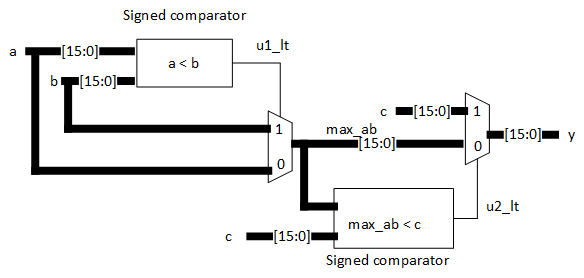 Signed comparator
u1_lt
a
[15:0]
a < b
b
[15:0]
c
[15:0]
1
1
max_ab
[15:0]
y
[15:0]
0
0
u2_lt
max_ab < c
c
[15:0]
Signed comparator